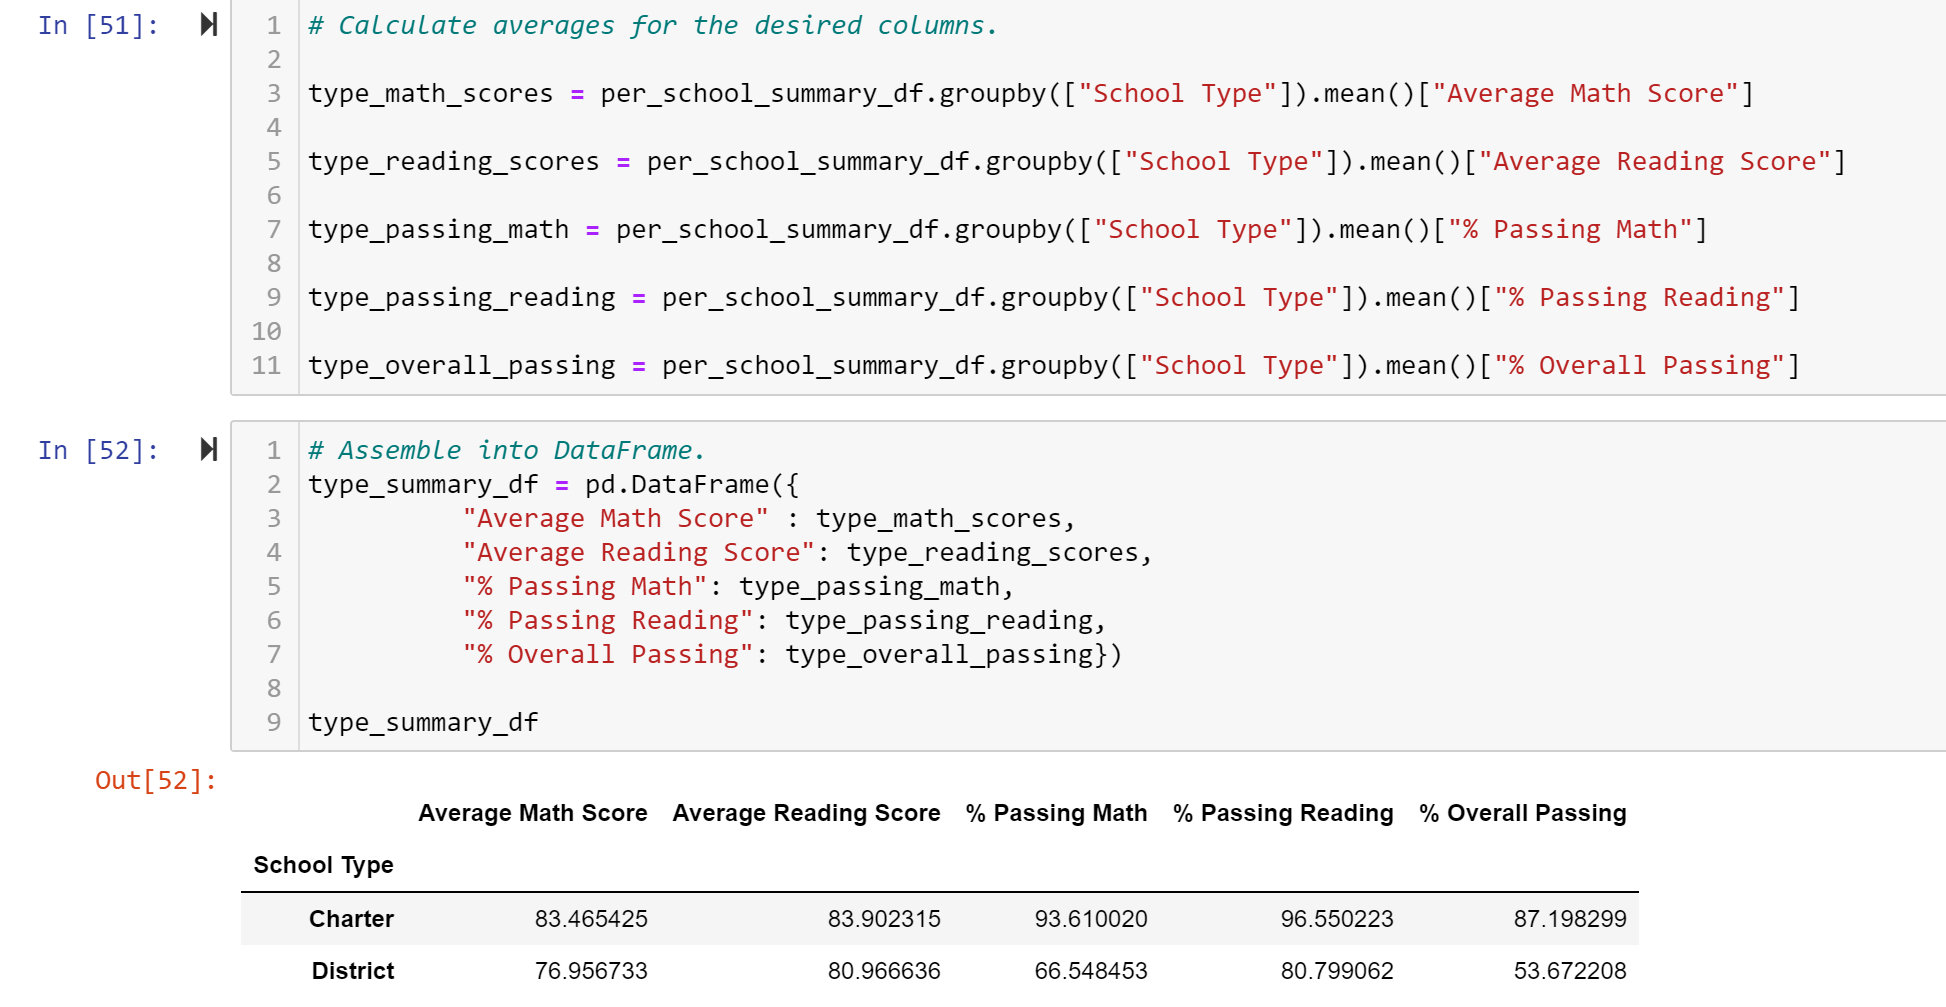 In [51]:
1 # Calculate averages for the desired columns.
2
3 type_math_scores = per_school_summary_df.groupby(["School Type"]).mean()["Average Math Score"]
4
5 type_reading_scores = per_school_summary_df.groupby(["School Type"]).mean()["Average Reading Score"]
6
7 type_passing_math = per_school_summary_df.groupby(["School Type"]).mean()["% Passing Math"]
8
9 type_passing_reading = per_school_summary_df.groupby(["School Type"]).mean()["% Passing Reading"]
10
11 type_overall_passing = per_school_summary_df.groupby(["School Type"]).mean()["% Overall Passing"]
In [52]:
1 # Assemble into DataFrame.
2 type_summary_df = pd.DataFrame({
3           "Average Math Score" : type_math_scores,
4           "Average Reading Score": type_reading_scores,
5           "% Passing Math": type_passing_math,
6           "% Passing Reading": type_passing_reading,
7           "% Overall Passing": type_overall_passing})
8
9 type_summary_df
Out[52]:
Average Math Score Average Reading Score % Passing Math % Passing Reading % Overall Passing
School Type
Charter 83.465425 83.902315 93.610020 96.550223 87.198299
District 76.956733 80.966636 66.548453 80.799062 53.672208